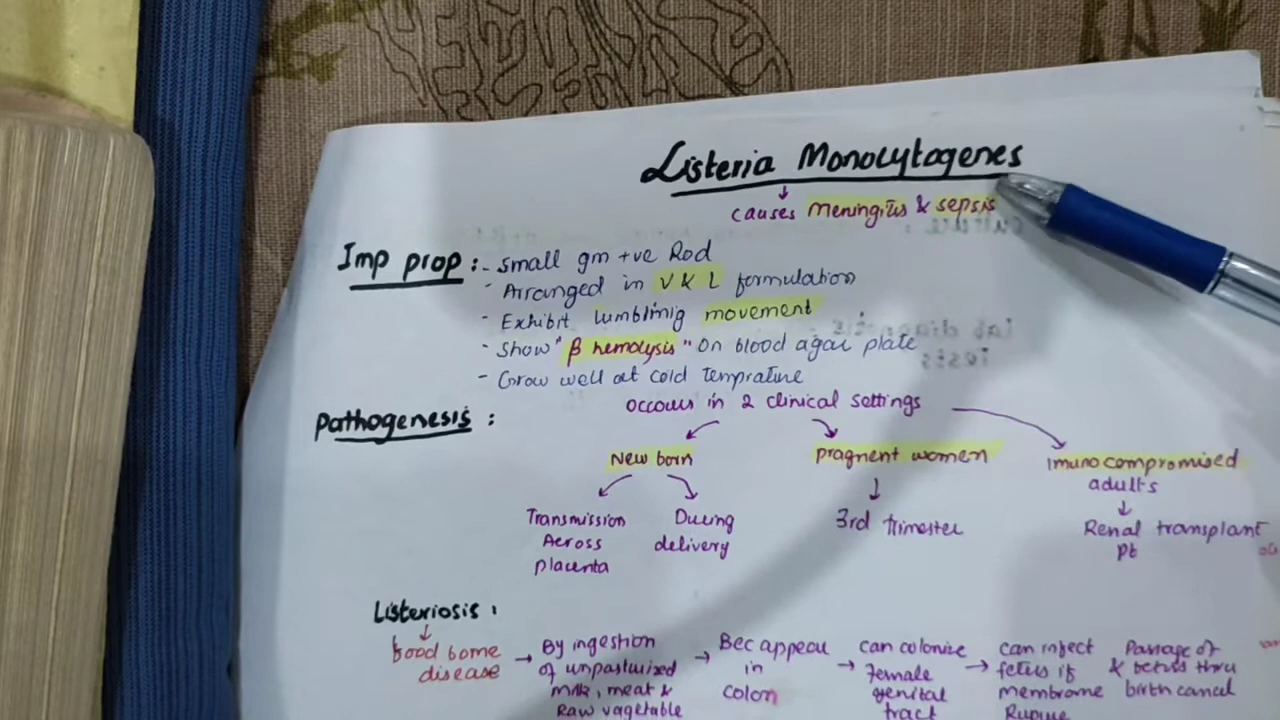 Listeria Monocytogenes
causes Meningitis & sepsis
Imp prop :- small gm +ve Rod
- Arranged in V & L formulation
- Exhibit tumbling movement
- Show "β hemolysis" on blood agar plate
- Grow well at cold temprature
Pathogenesis :
occours in 2 clinical settings
New born
pragnent women
Imunocompromised
adults
Transmission
Across
placenta
During
delivery
3rd trimester
Renal transplant
pt
Listeriosis :
food borne
disease
By ingestion
of unpasturized
milk, meat &
Raw vagetable
Bec appear
in
colon
can colonize
female
genital
tract
can infect
fetus if
membrane
Rupture
Passage of
& fetus thru
birth canal